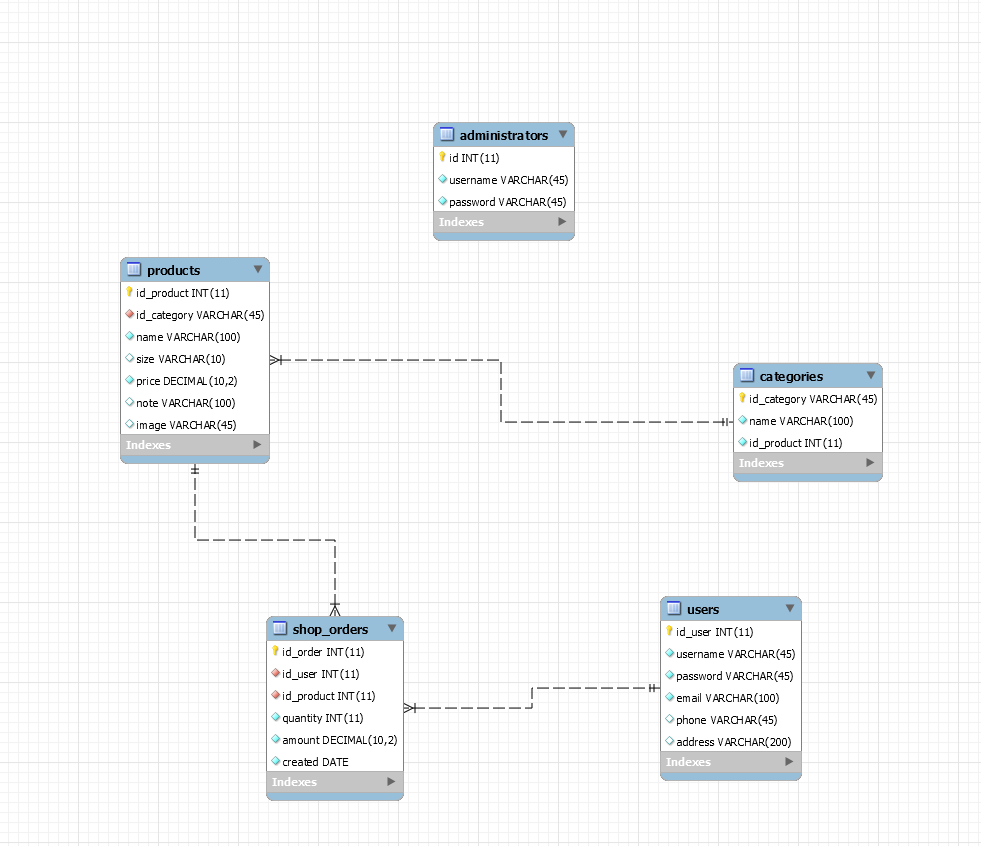 administrators
id INT(11)
username VARCHAR(45)
password VARCHAR(45)
Indexes
products
id_product INT(11)
id_category VARCHAR(45)
name VARCHAR(100)
size VARCHAR(10)
price DECIMAL(10,2)
note VARCHAR(100)
image VARCHAR(45)
Indexes
categories
id_category VARCHAR(45)
name VARCHAR(100)
id_product INT(11)
Indexes
shop_orders
id_order INT(11)
id_user INT(11)
id_product INT(11)
quantity INT(11)
amount DECIMAL(10,2)
created DATE
Indexes
users
id_user INT(11)
username VARCHAR(45)
password VARCHAR(45)
email VARCHAR(100)
phone VARCHAR(45)
address VARCHAR(200)
Indexes